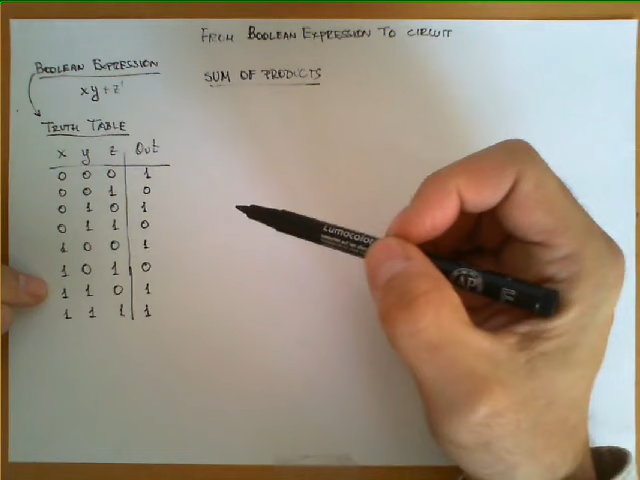 FROM BOOLEAN EXPRESSION TO CIRCUIT
BOOLEAN EXPRESSION
xy + z'
SUM OF PRODUCTS
TRUTH TABLE
x y z Out
0 0 0 1
0 0 1 0
0 1 0 1
0 1 1 0
1 0 0 1
1 0 1 0
1 1 0 1
1 1 1 1
Lumocolor